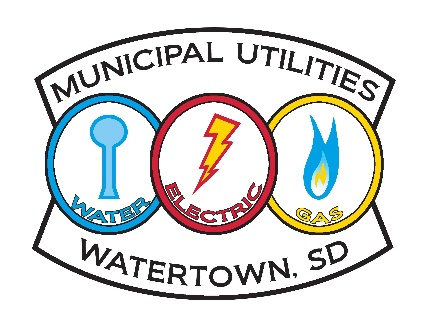 MUNICIPAL UTILITIES
WATER
ELECTRIC
GAS
WATERTOWN, SD